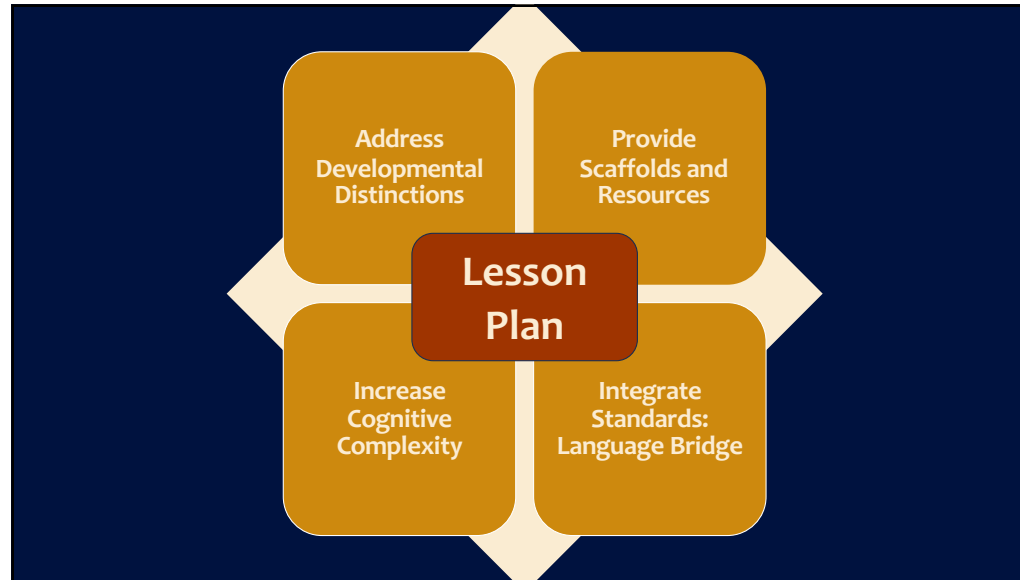 Address
Developmental
Distinctions
Provide
Scaffolds and
Resources
Lesson
Plan
Increase
Cognitive
Complexity
Integrate
Standards:
Language Bridge